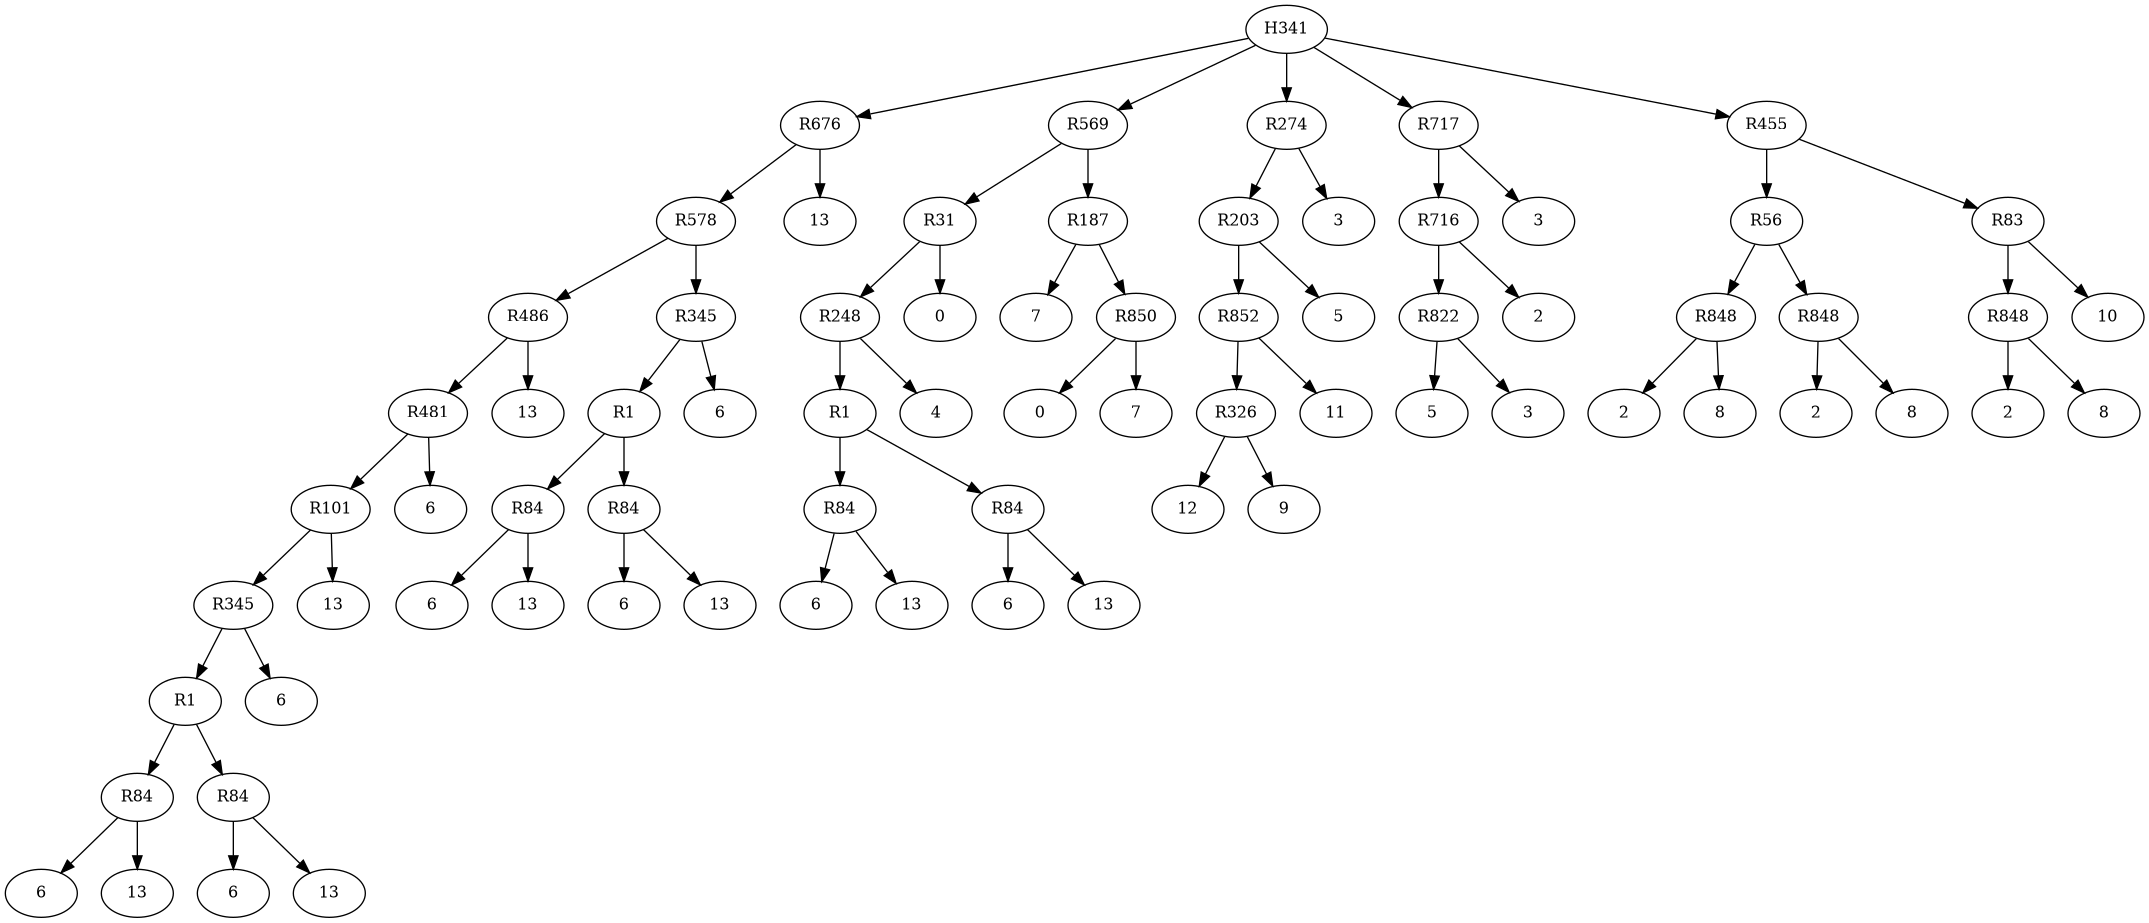 H341
R676 R569 R274 R717 R455
R578 13 R31 R187 R203 3 R716 3 R56 R83
R486 R345 R248 0 7 R850 R852 5 R822 2 R848 R848 R848 10
R481 13 R1 6 R1 4 0 7 R326 11 5 3 2 8 2 8 2 8
R101 6 R84 R84 R84 R84 12 9
R345 13 6 13 6 13 6 13 6 13
R1 6
R84 R84
6 13 6 13